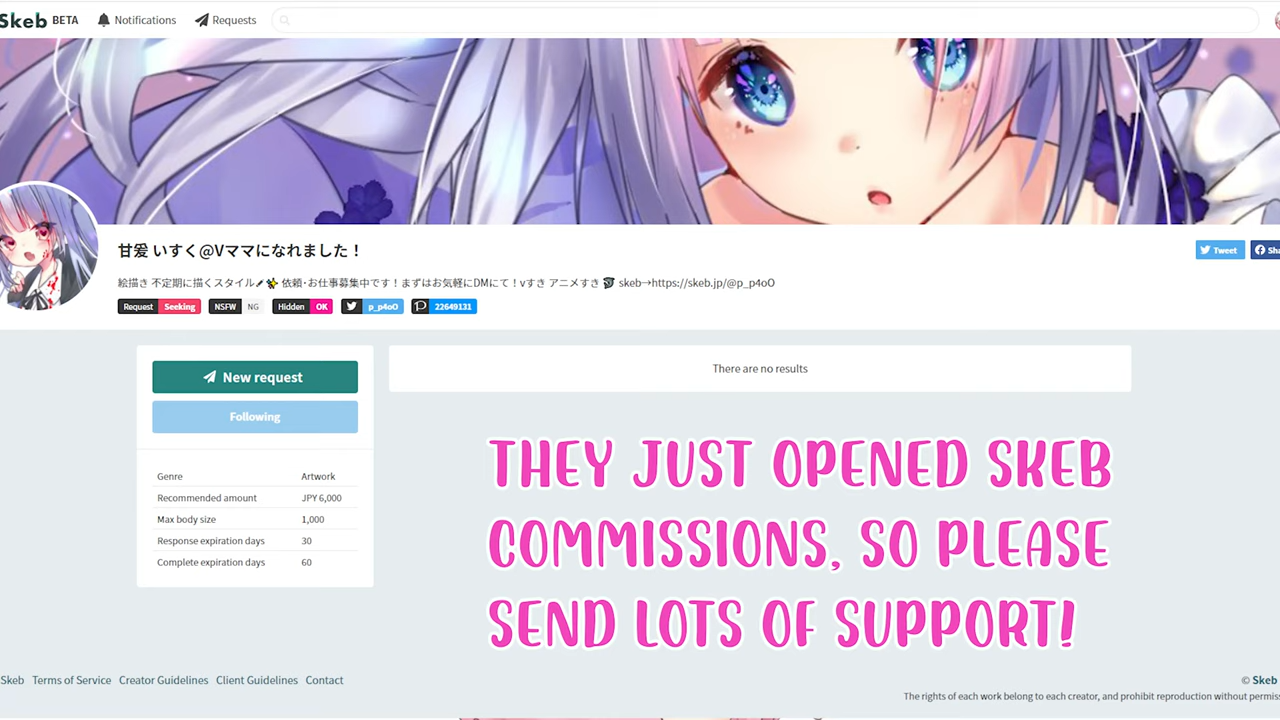 Skeb BETA Notifications Requests
甘爰 いすく@Vママになれました！
Tweet
絵描き 不定期に描くスタイル 依頼･お仕事募集中です！まずはお気軽にDMにて！vすき アニメすき skeb→https://skeb.jp/@p_p4oO
Request Seeking NSFW NG Hidden OK p_p4oO 22649131
New request
There are no results
Following
Genre Artwork
Recommended amount JPY 6,000
Max body size 1,000
Response expiration days 30
Complete expiration days 60
THEY JUST OPENED SKEB
COMMISSIONS, SO PLEASE
SEND LOTS OF SUPPORT!
Skeb Terms of Service Creator Guidelines Client Guidelines Contact
© Skeb
The rights of each work belong to each creator, and prohibit reproduction without